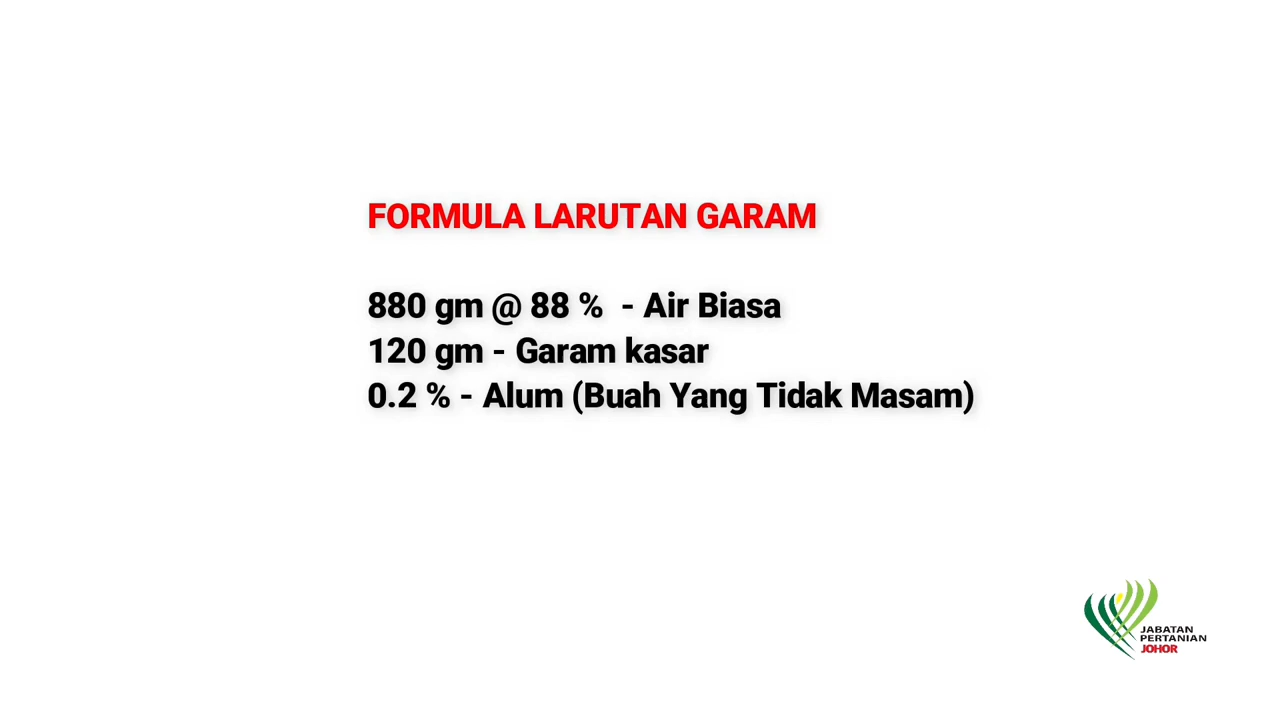 FORMULA LARUTAN GARAM
880 gm @ 88 % - Air Biasa
120 gm - Garam kasar
0.2 % - Alum (Buah Yang Tidak Masam)
JABATAN
PERTANIAN
JOHOR